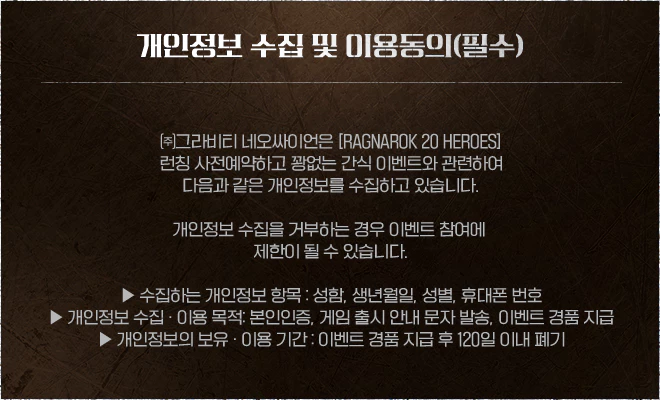 개인정보 수집 및 이용동의(필수)
㈜그라비티 네오싸이언은 [RAGNAROK 20 HEROES]
런칭 사전예약하고 꽝없는 간식 이벤트와 관련하여
다음과 같은 개인정보를 수집하고 있습니다.
개인정보 수집을 거부하는 경우 이벤트 참여에
제한이 될 수 있습니다.
▶ 수집하는 개인정보 항목 : 성함, 생년월일, 성별, 휴대폰 번호
▶ 개인정보 수집 · 이용 목적: 본인인증, 게임 출시 안내 문자 발송, 이벤트 경품 지급
▶ 개인정보의 보유 · 이용 기간 : 이벤트 경품 지급 후 120일 이내 폐기